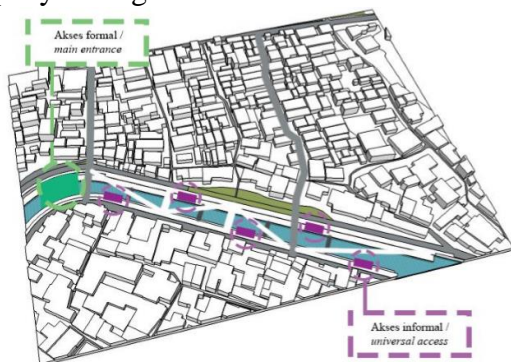 Akses formal /
main entrance
Akses informal /
universal access